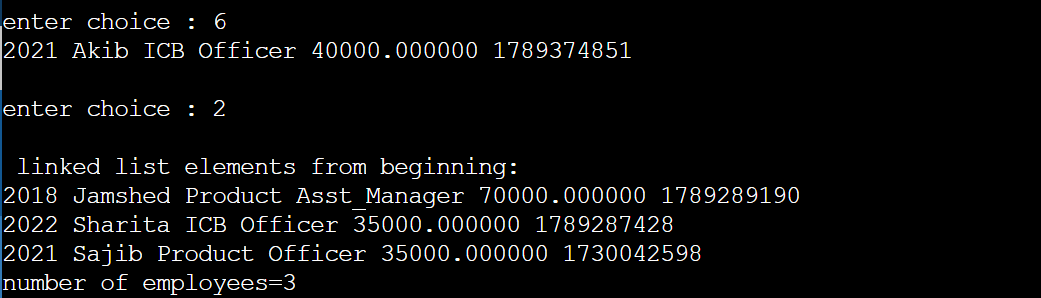 enter choice : 6
2021 Akib ICB Officer 40000.000000 1789374851
enter choice : 2
linked list elements from beginning:
2018 Jamshed Product Asst_Manager 70000.000000 1789289190
2022 Sharita ICB Officer 35000.000000 1789287428
2021 Sajib Product Officer 35000.000000 1730042598
number of employees=3